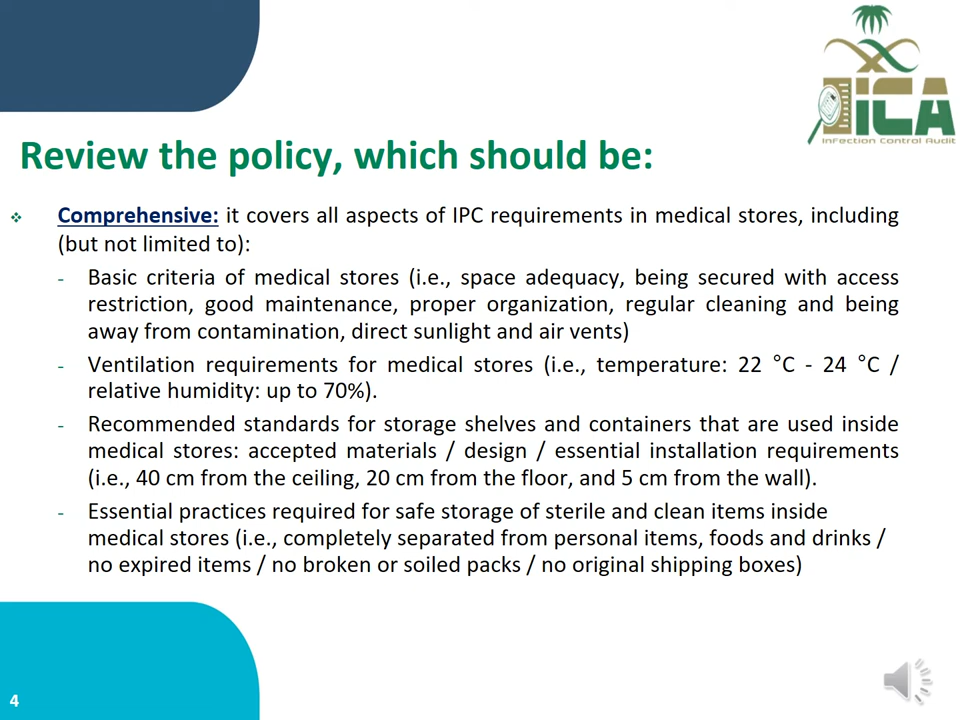 iCA
Infection Control Audit
Review the policy, which should be:
❖ Comprehensive: it covers all aspects of IPC requirements in medical stores, including
(but not limited to):
- Basic criteria of medical stores (i.e., space adequacy, being secured with access
restriction, good maintenance, proper organization, regular cleaning and being
away from contamination, direct sunlight and air vents)
- Ventilation requirements for medical stores (i.e., temperature: 22 °C - 24 °C /
relative humidity: up to 70%).
- Recommended standards for storage shelves and containers that are used inside
medical stores: accepted materials / design / essential installation requirements
(i.e., 40 cm from the ceiling, 20 cm from the floor, and 5 cm from the wall).
- Essential practices required for safe storage of sterile and clean items inside
medical stores (i.e., completely separated from personal items, foods and drinks /
no expired items / no broken or soiled packs / no original shipping boxes)
4